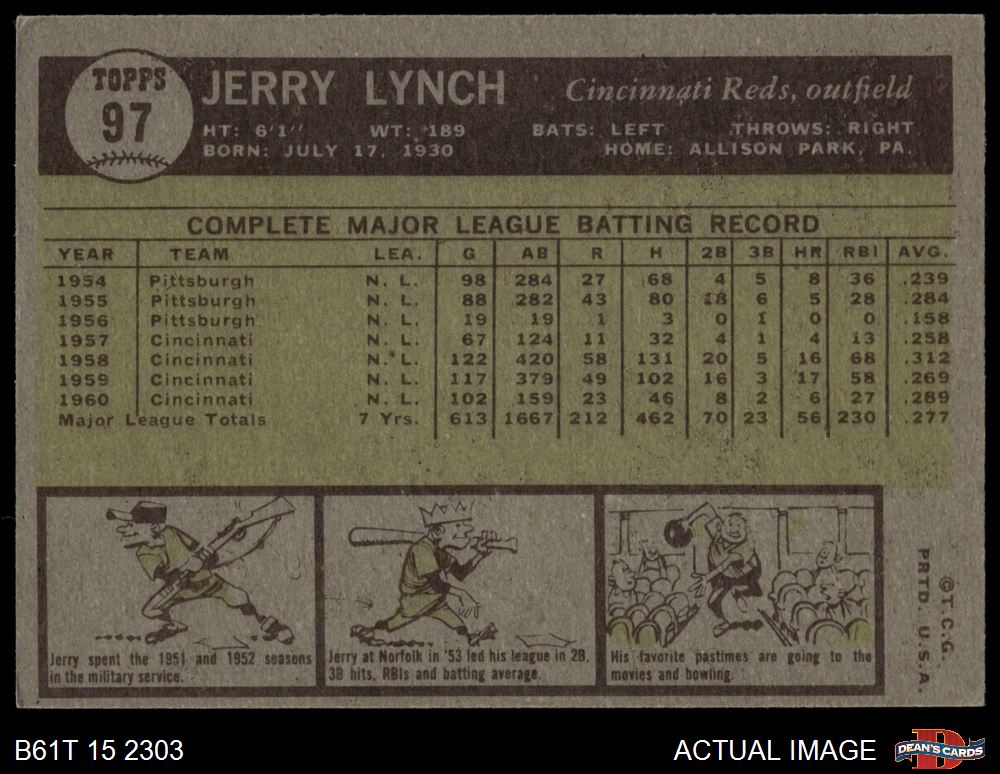 TOPPS
97
JERRY LYNCH Cincinnati Reds, outfield
HT: 6'1" WT: 189 BATS: LEFT THROWS: RIGHT
BORN: JULY 17, 1930 HOME: ALLISON PARK, PA.
COMPLETE MAJOR LEAGUE BATTING RECORD
YEAR TEAM LEA. G AB R H 2B 3B HR RBI AVG.
1954 Pittsburgh N. L. 98 284 27 68 4 5 8 36 .239
1955 Pittsburgh N. L. 88 282 43 80 18 6 5 28 .284
1956 Pittsburgh N. L. 19 19 1 3 0 1 0 0 .158
1957 Cincinnati N. L. 67 124 11 32 4 1 4 13 .258
1958 Cincinnati N. L. 122 420 58 131 20 5 16 68 .312
1959 Cincinnati N. L. 117 379 49 102 16 3 17 58 .269
1960 Cincinnati N. L. 102 159 23 46 8 2 6 27 .289
Major League Totals 7 Yrs. 613 1667 212 462 70 23 56 230 .277
Jerry spent the 1951 and 1952 seasons
in the military service.
Jerry at Norfolk in '53 led his league in 2B,
3B hits, RBIs and batting average.
His favorite pastimes are going to the
movies and bowling.
©T.C.G.
PRTD. U.S.A.
B61T 15 2303
ACTUAL IMAGE
DEAN'S CARDS